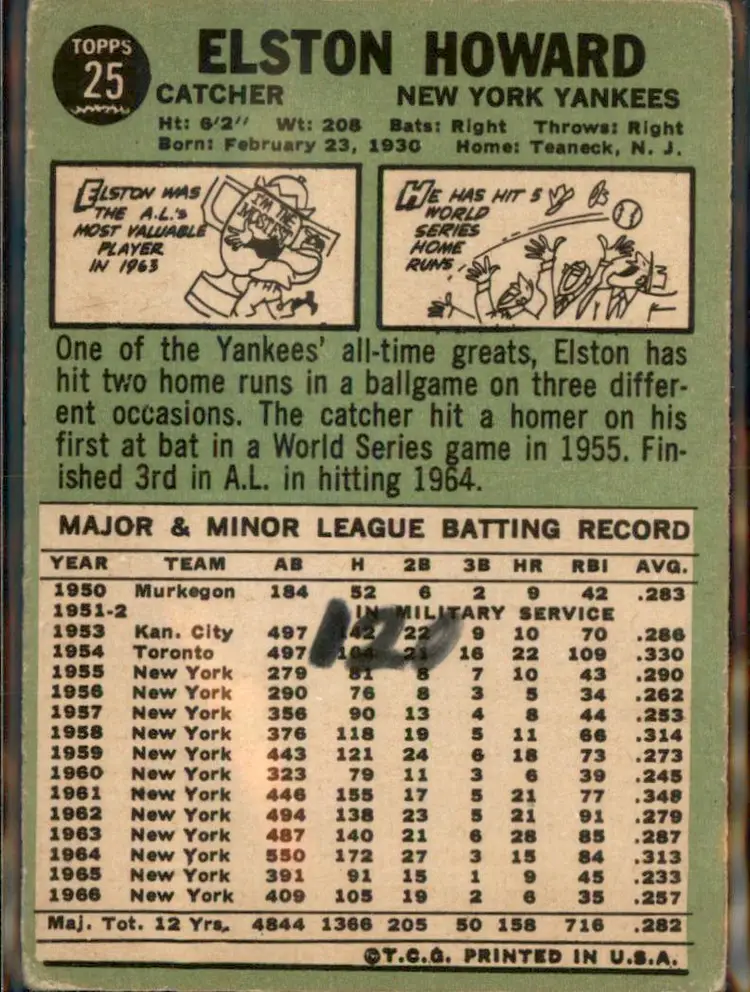 TOPPS
25
ELSTON HOWARD
CATCHER NEW YORK YANKEES
Ht: 6'2" Wt: 208 Bats: Right Throws: Right
Born: February 23, 1930 Home: Teaneck, N. J.
ELSTON WAS
THE A.L.'s
MOST VALUABLE
PLAYER
IN 1963
I'M THE
MOSTEST
HE HAS HIT 5
WORLD
SERIES
HOME
RUNS
One of the Yankees' all-time greats, Elston has
hit two home runs in a ballgame on three differ-
ent occasions. The catcher hit a homer on his
first at bat in a World Series game in 1955. Fin-
ished 3rd in A.L. in hitting 1964.
MAJOR & MINOR LEAGUE BATTING RECORD
YEAR TEAM AB H 2B 3B HR RBI AVG.
1950 Murkegon 184 52 6 2 9 42 .283
1951-2 IN MILITARY SERVICE
1953 Kan. City 497 142 22 9 10 70 .286
1954 Toronto 497 164 21 16 22 109 .330
120
1955 New York 279 81 8 7 10 43 .290
1956 New York 290 76 8 3 5 34 .262
1957 New York 356 90 13 4 8 44 .253
1958 New York 376 118 19 5 11 66 .314
1959 New York 443 121 24 6 18 73 .273
1960 New York 323 79 11 3 6 39 .245
1961 New York 446 155 17 5 21 77 .348
1962 New York 494 138 23 5 21 91 .279
1963 New York 487 140 21 6 28 85 .287
1964 New York 550 172 27 3 15 84 .313
1965 New York 391 91 15 1 9 45 .233
1966 New York 409 105 19 2 6 35 .257
Maj. Tot. 12 Yrs. 4844 1366 205 50 158 716 .282
©T.C.G. PRINTED IN U.S.A.